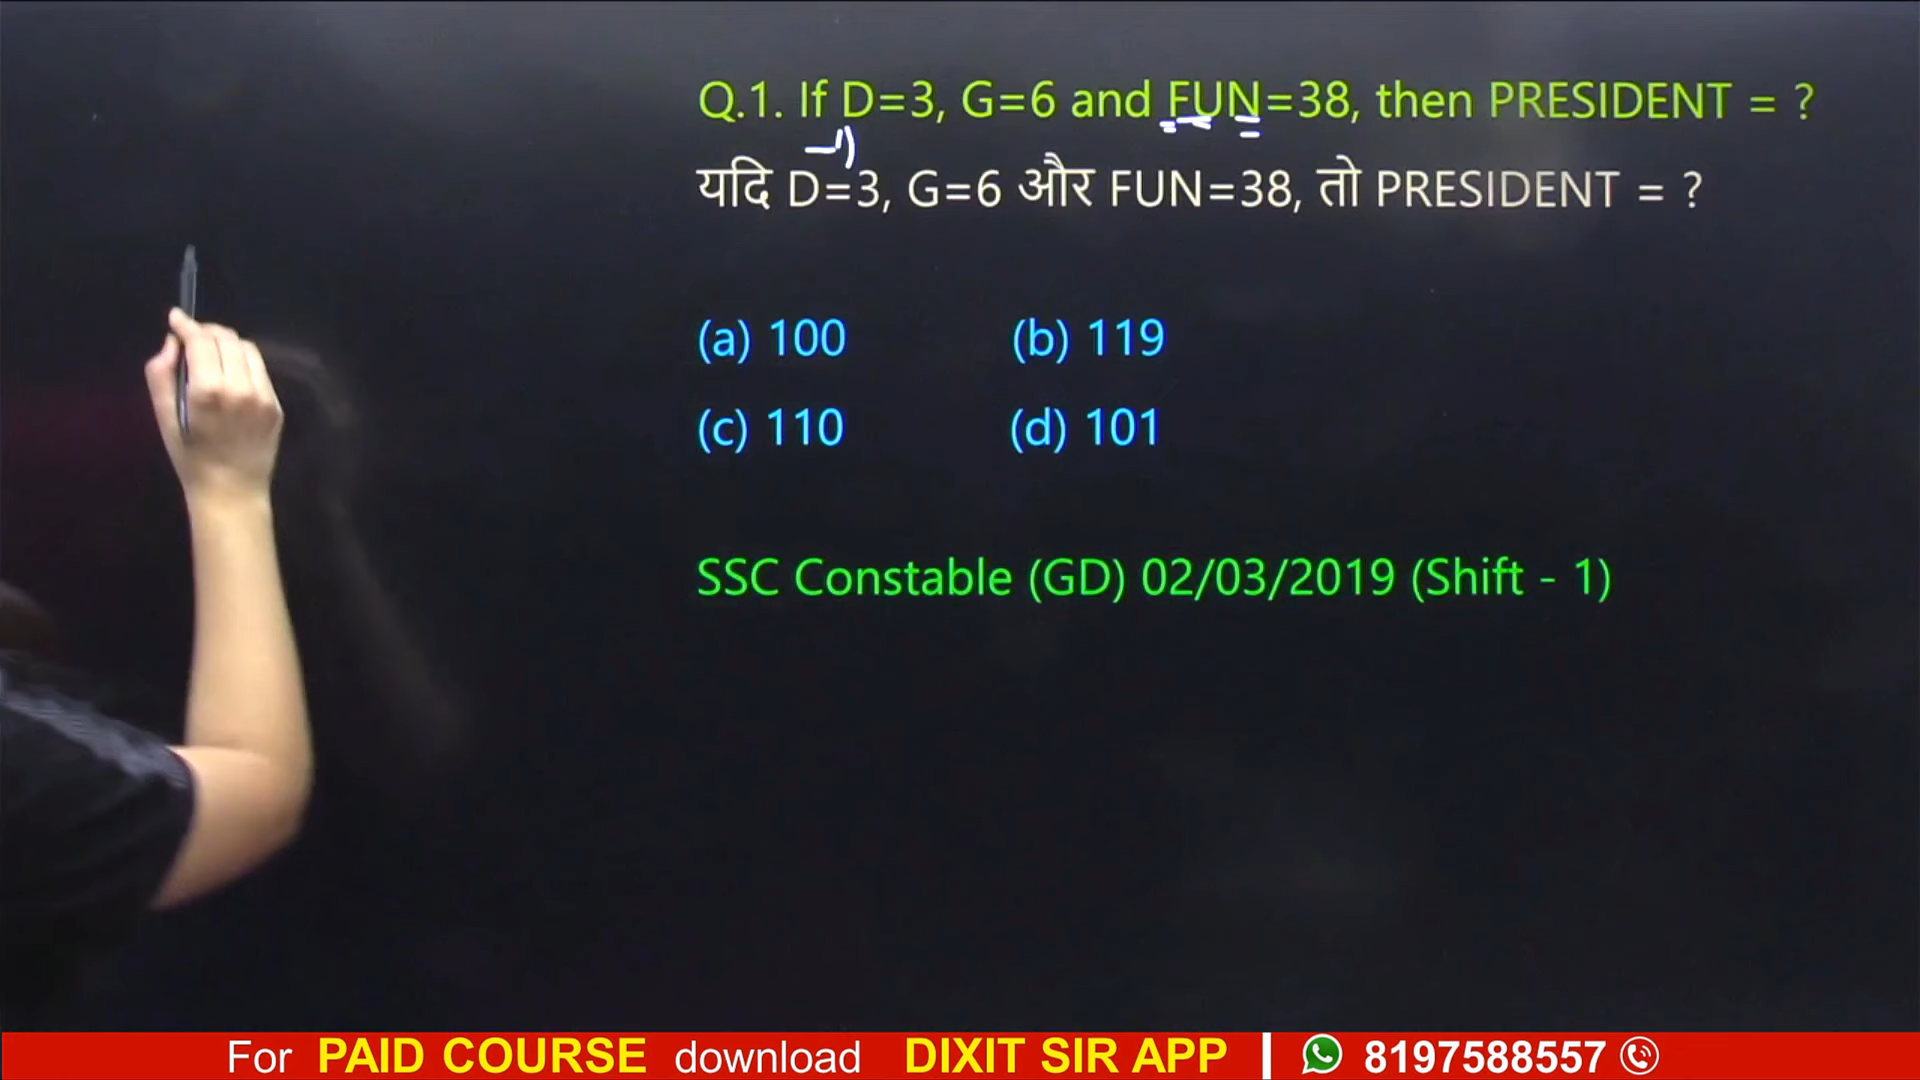 Q.1. If D=3, G=6 and FUN=38, then PRESIDENT = ?
-1)
यदि D=3, G=6 और FUN=38, तो PRESIDENT = ?
(a) 100 (b) 119
(c) 110 (d) 101
SSC Constable (GD) 02/03/2019 (Shift - 1)
For PAID COURSE download DIXIT SIR APP | 8197588557